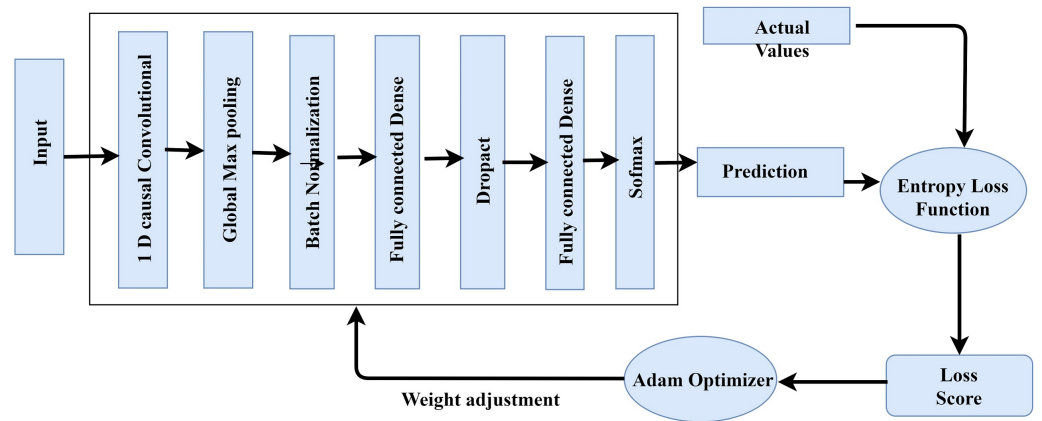 Input
1 D causal Convolutional
Global Max pooling
Batch Normalization
Fully connected Dense
Dropact
Fully connected Dense
Sofmax
Actual
Values
Prediction
Entropy Loss
Function
Loss
Score
Adam Optimizer
Weight adjustment